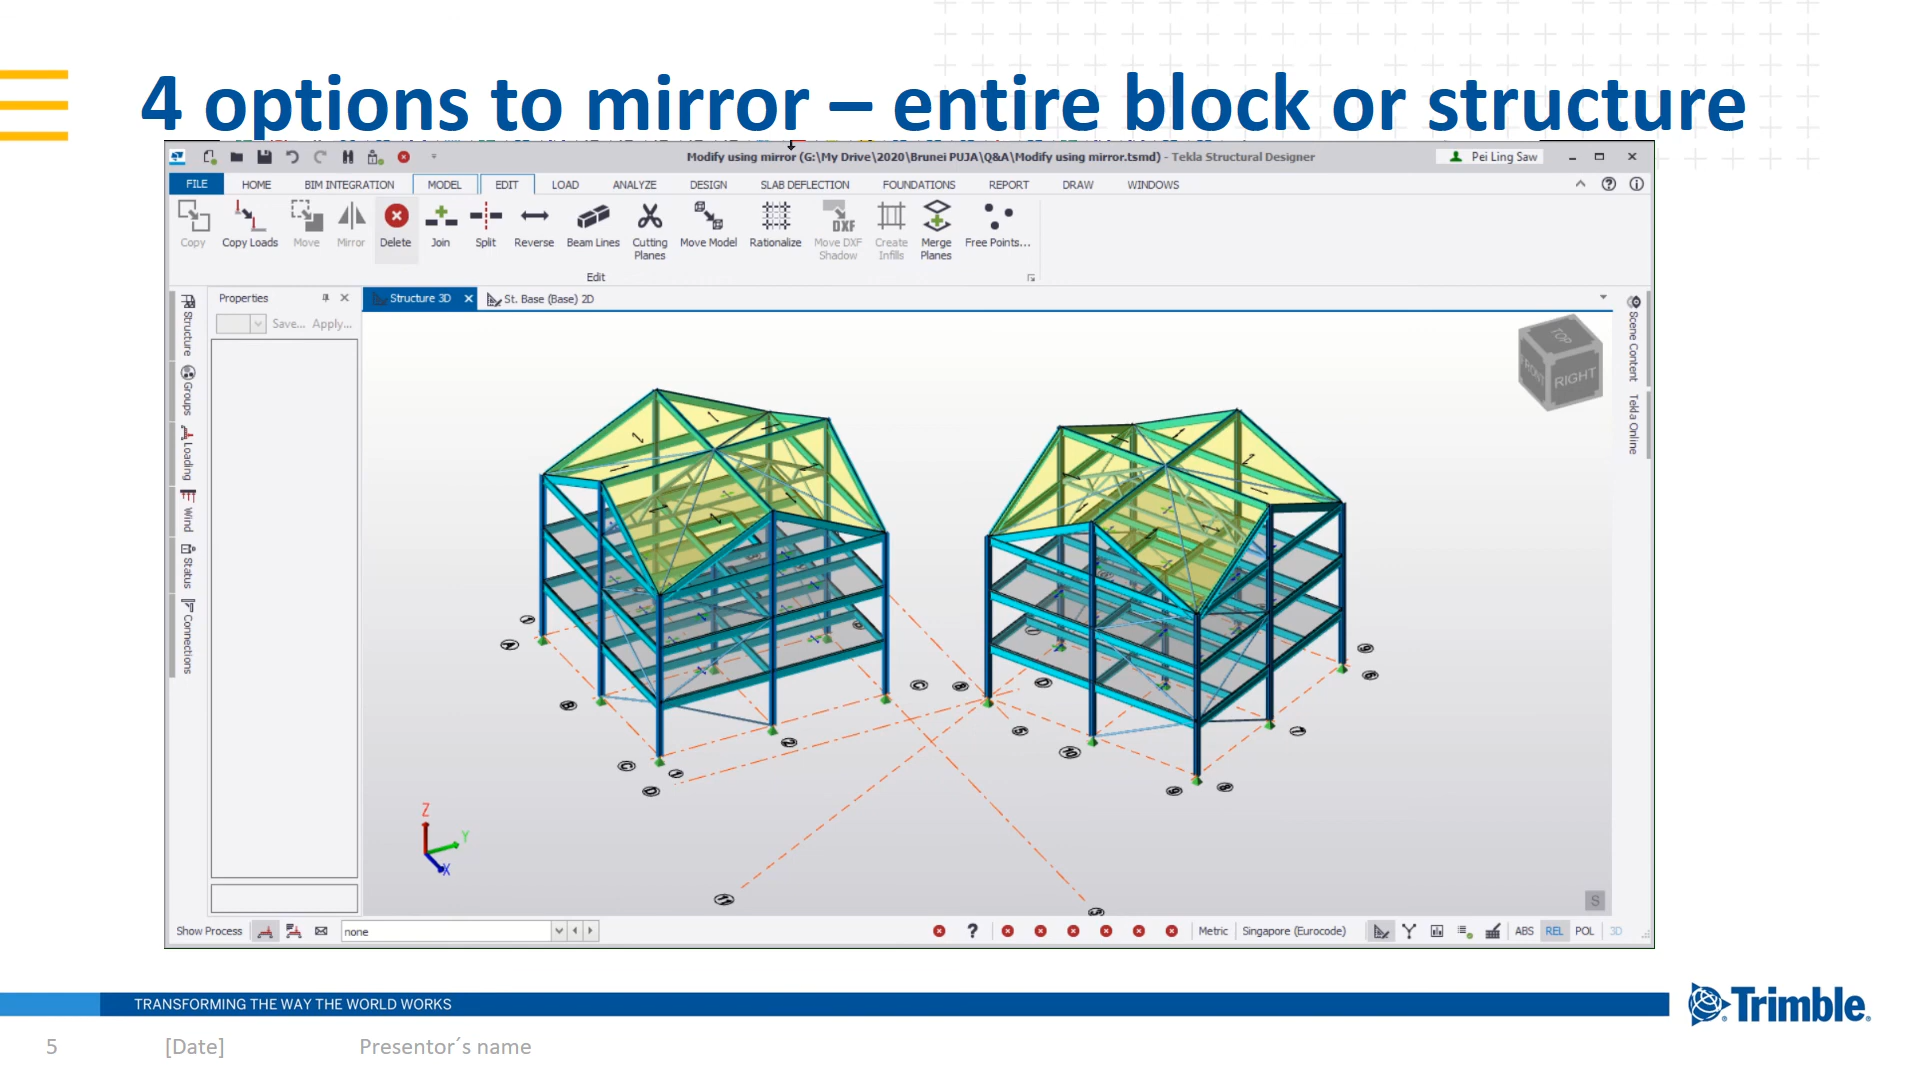 4 options to mirror – entire block or structure
Modify using mirror (G:\My Drive\2020\Brunei PUJA\Q&A\Modify using mirror.tsmd) - Tekla Structural Designer
Pei Ling Saw
FILE HOME BIM INTEGRATION MODEL EDIT LOAD ANALYZE DESIGN SLAB DEFLECTION FOUNDATIONS REPORT DRAW WINDOWS
Copy Copy Loads Move Mirror Delete Join Split Reverse Beam Lines Cutting Planes Move Model Rationalize Move DXF Shadow Create Infills Merge Planes Free Points...
Edit
Properties
Structure 3D
St. Base (Base) 2D
Save... Apply...
Structure
Groups
Loading
Wind
Status
Connections
Scene Content
Tekla Online
TOP
FRONT
RIGHT
Z
Y
X
S
Show Process
none
Metric
Singapore (Eurocode)
ABS REL POL 3D
TRANSFORMING THE WAY THE WORLD WORKS
Trimble
5 [Date] Presentor´s name